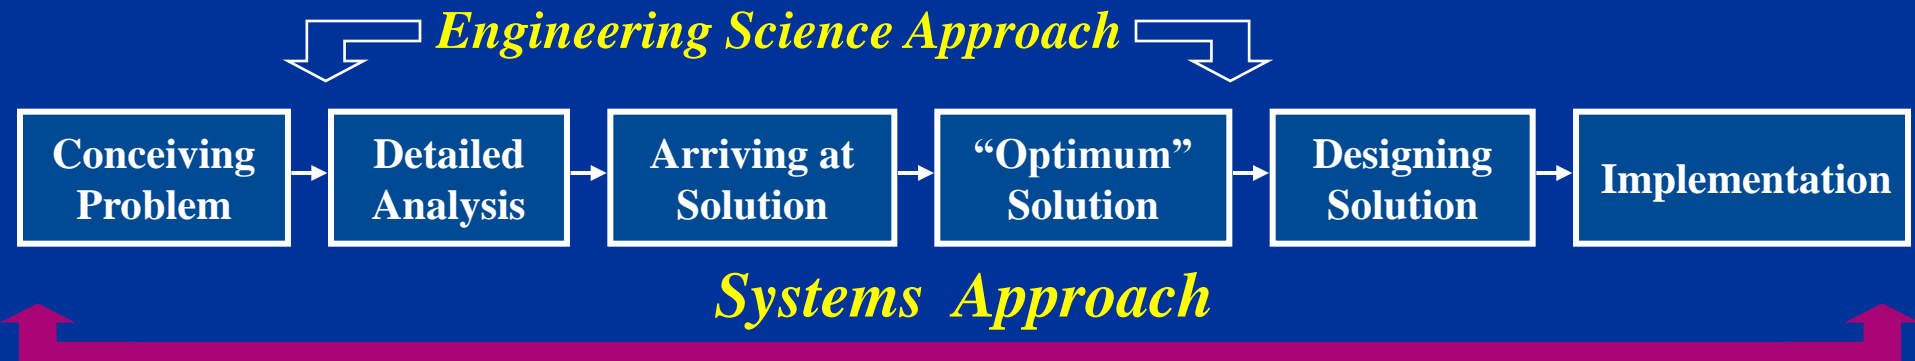 Engineering Science Approach
Conceiving
Problem
Detailed
Analysis
Arriving at
Solution
“Optimum”
Solution
Designing
Solution
Implementation
Systems Approach